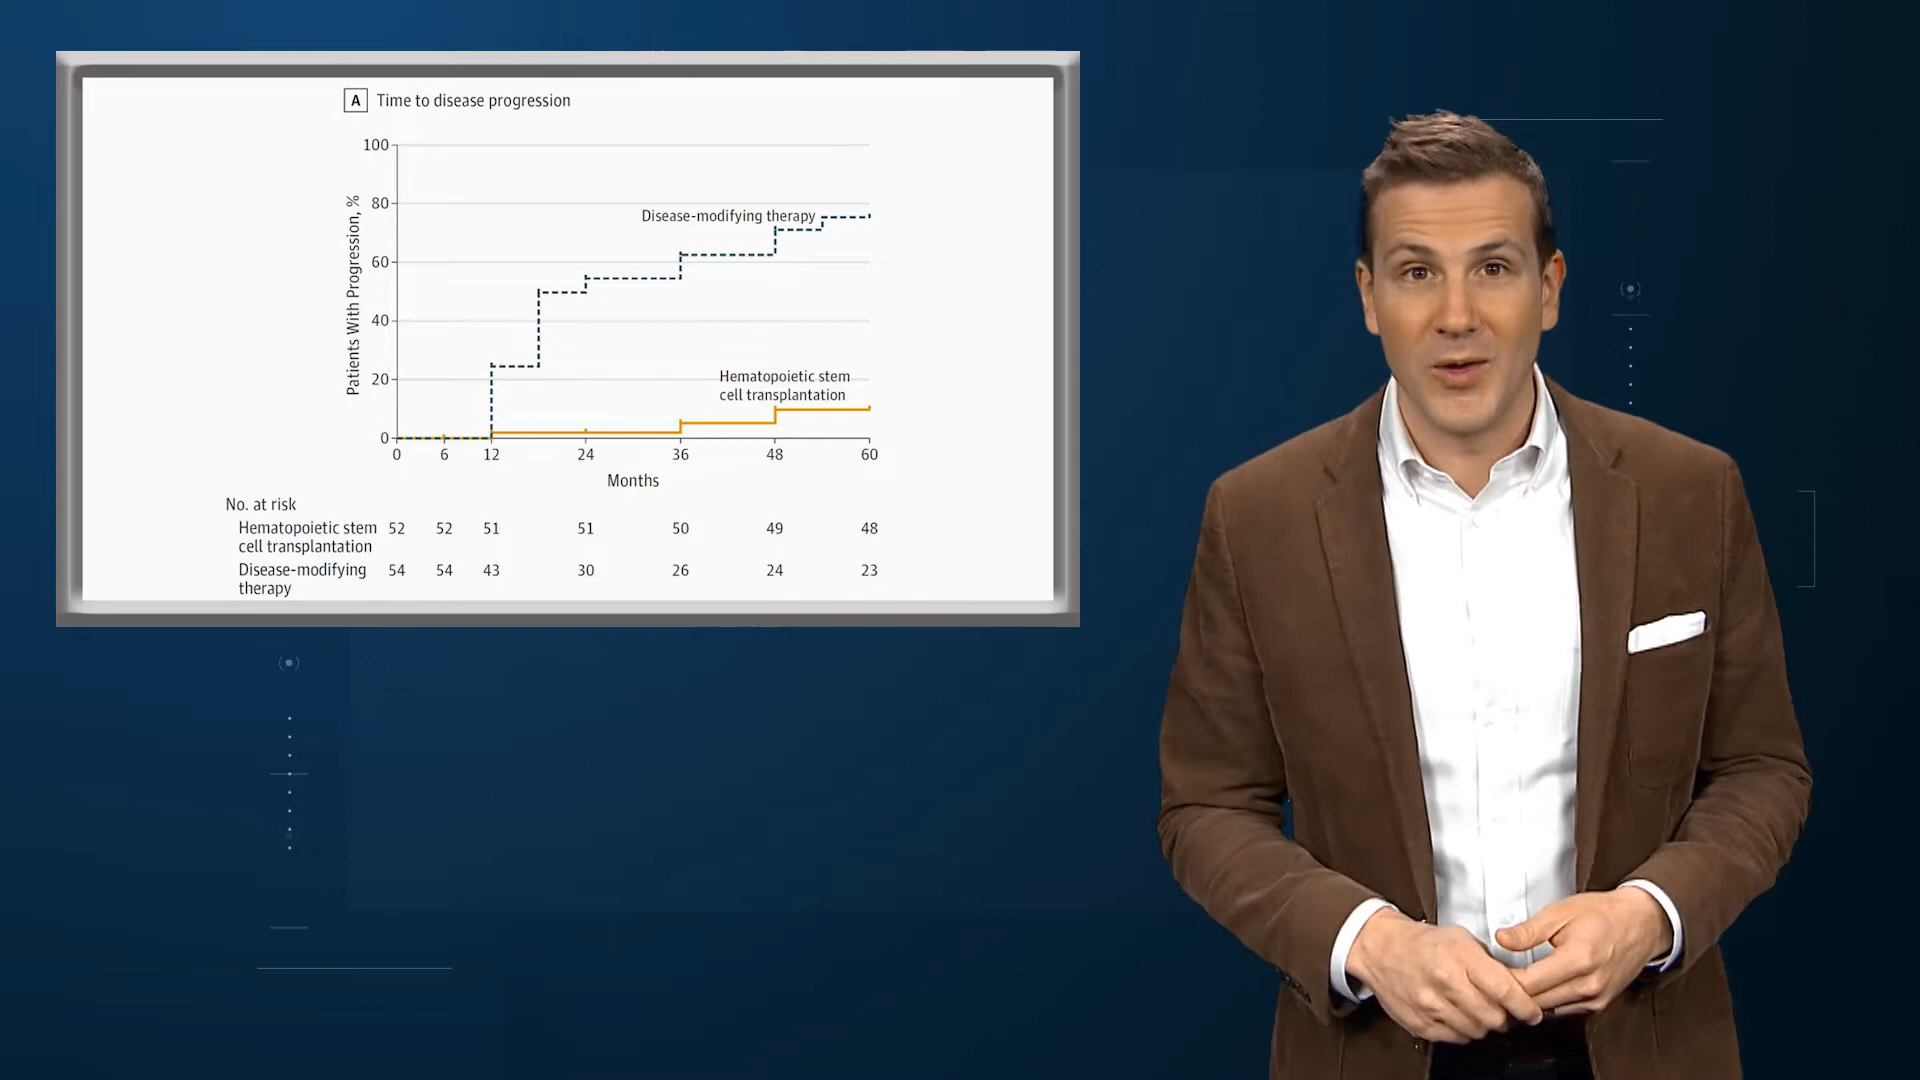 A Time to disease progression
100
80
60
40
20
0
Patients With Progression, %
Disease-modifying therapy
Hematopoietic stem
cell transplantation
0 6 12 24 36 48 60
Months
No. at risk
Hematopoietic stem 52 52 51 51 50 49 48
cell transplantation
Disease-modifying 54 54 43 30 26 24 23
therapy